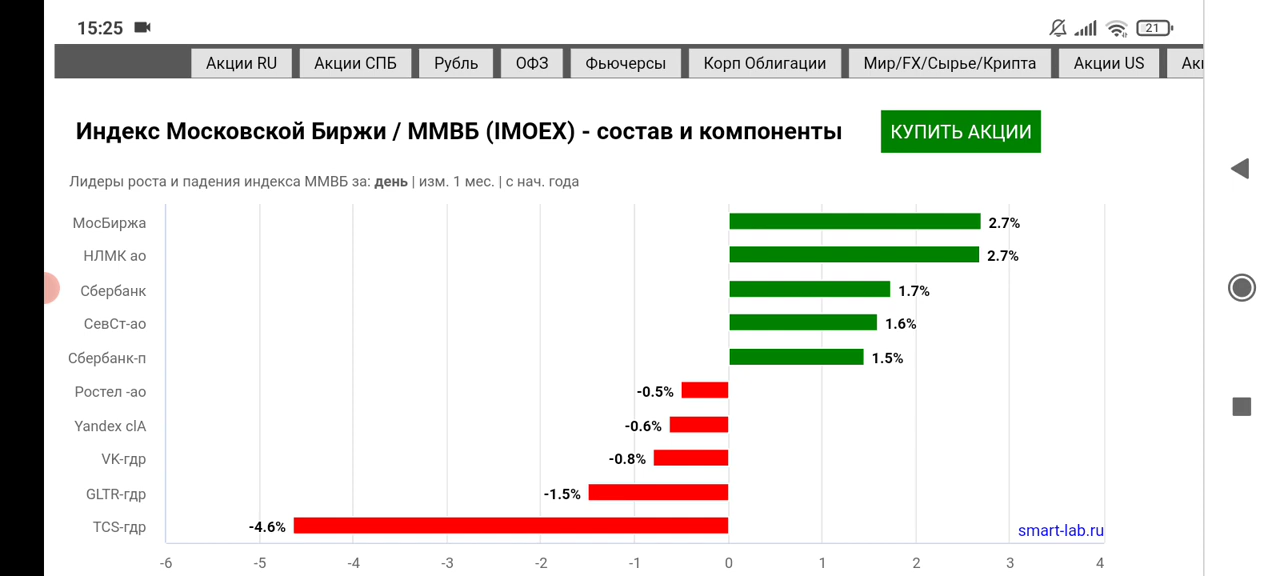 15:25
21
Акции RU Акции СПБ Рубль ОФЗ Фьючерсы Корп Облигации Мир/FX/Сырье/Крипта Акции US
Индекс Московской Биржи / ММВБ (IMOEX) - состав и компоненты
КУПИТЬ АКЦИИ
Лидеры роста и падения индекса ММВБ за: день | изм. 1 мес. | с нач. года
МосБиржа 2.7%
НЛМК ао 2.7%
Сбербанк 1.7%
СевСт-ао 1.6%
Сбербанк-п 1.5%
Ростел -ао -0.5%
Yandex clA -0.6%
VK-гдр -0.8%
GLTR-гдр -1.5%
TCS-гдр -4.6%
smart-lab.ru
-6 -5 -4 -3 -2 -1 0 1 2 3 4